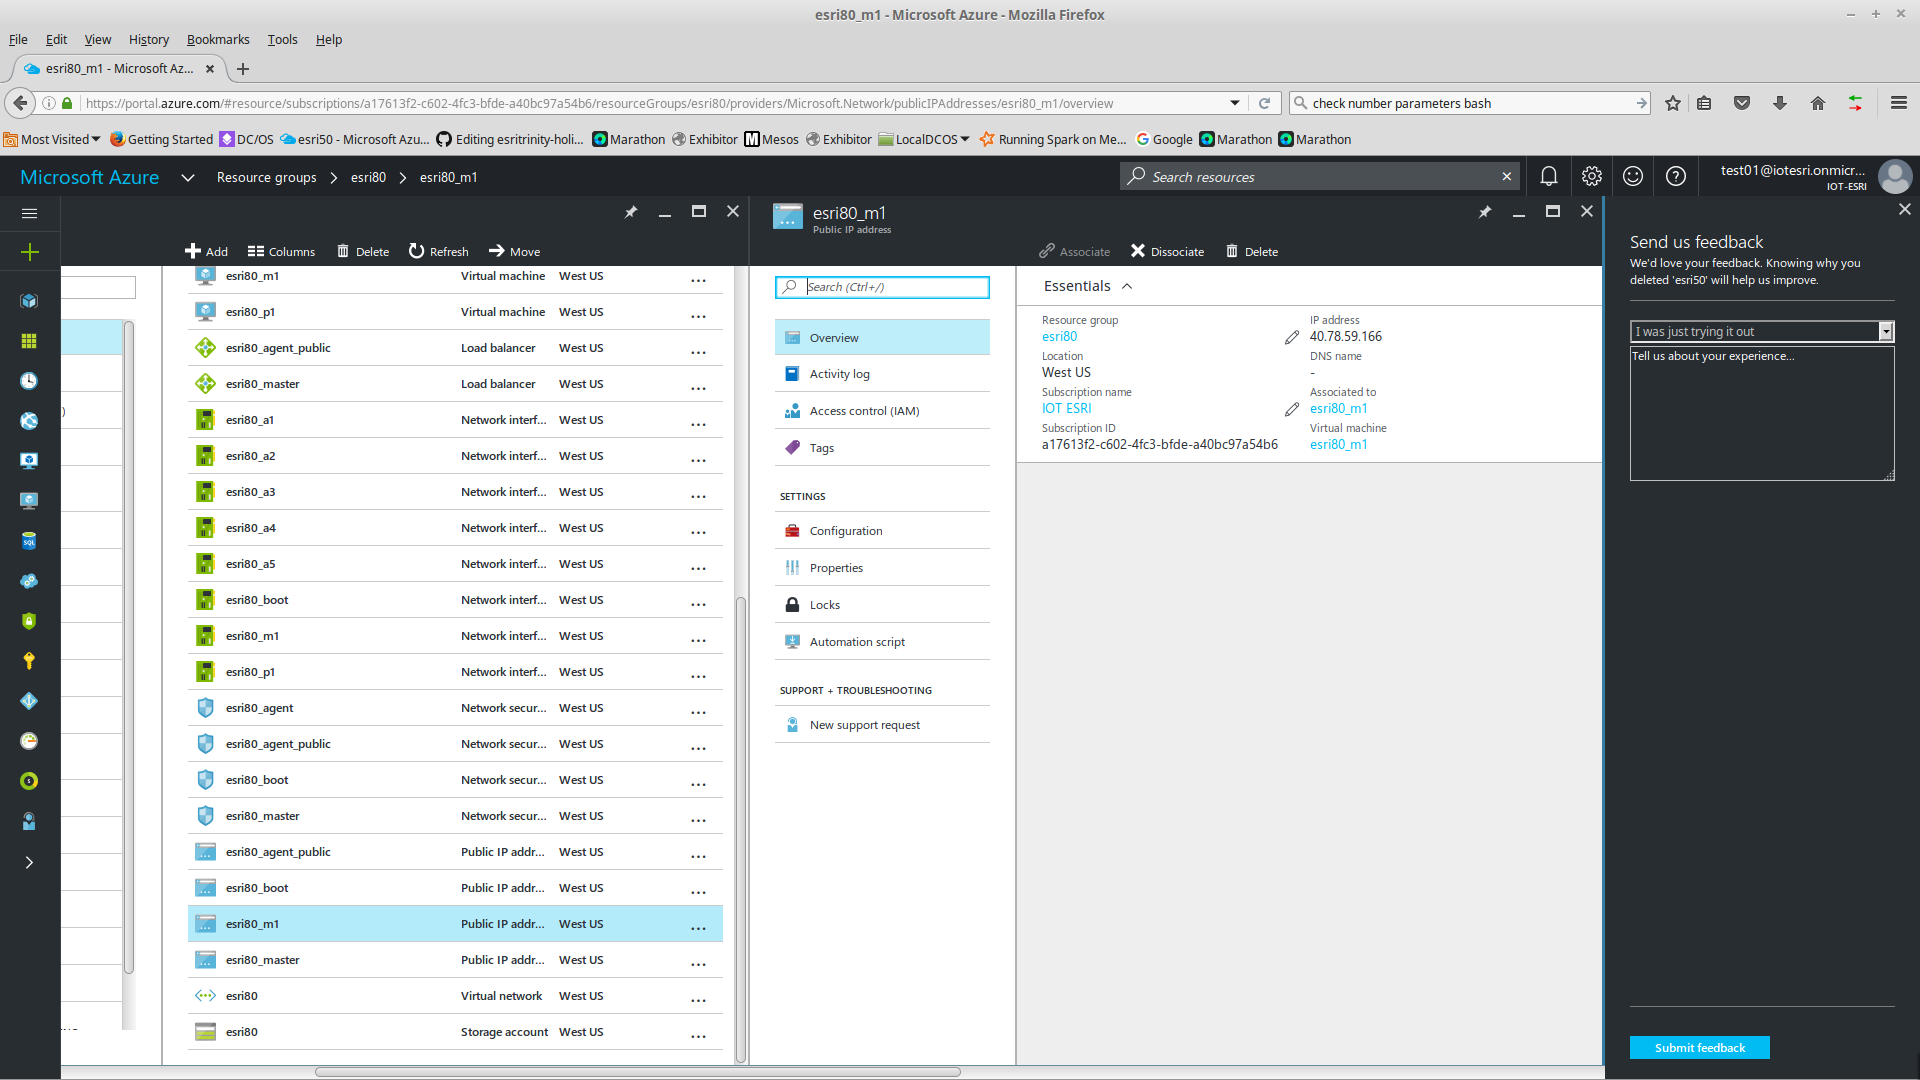 esri80_m1 - Microsoft Azure - Mozilla Firefox
File Edit View History Bookmarks Tools Help
esri80_m1 - Microsoft Az...
https://portal.azure.com/#resource/subscriptions/a17613f2-c602-4fc3-bfde-a40bc97a54b6/resourceGroups/esri80/providers/Microsoft.Network/publicIPAddresses/esri80_m1/overview
check number parameters bash
Most Visited Getting Started DC/OS esri50 - Microsoft Azu... Editing esritrinity-holi... Marathon Exhibitor Mesos Exhibitor LocalDCOS Running Spark on Me... Google Marathon Marathon
Microsoft Azure Resource groups esri80 esri80_m1
Search resources
test01@iotesri.onmicr...
IOT-ESRI
Add Columns Delete Refresh Move
esri80_m1 Virtual machine West US ...
esri80_p1 Virtual machine West US ...
esri80_agent_public Load balancer West US ...
esri80_master Load balancer West US ...
esri80_a1 Network interf... West US ...
esri80_a2 Network interf... West US ...
esri80_a3 Network interf... West US ...
esri80_a4 Network interf... West US ...
esri80_a5 Network interf... West US ...
esri80_boot Network interf... West US ...
esri80_m1 Network interf... West US ...
esri80_p1 Network interf... West US ...
esri80_agent Network secur... West US ...
esri80_agent_public Network secur... West US ...
esri80_boot Network secur... West US ...
esri80_master Network secur... West US ...
esri80_agent_public Public IP addr... West US ...
esri80_boot Public IP addr... West US ...
esri80_m1 Public IP addr... West US ...
esri80_master Public IP addr... West US ...
esri80 Virtual network West US ...
esri80 Storage account West US ...
esri80_m1
Public IP address
Associate Dissociate Delete
Search (Ctrl+/)
Overview
Activity log
Access control (IAM)
Tags
SETTINGS
Configuration
Properties
Locks
Automation script
SUPPORT + TROUBLESHOOTING
New support request
Essentials
Resource group
esri80
Location
West US
Subscription name
IOT ESRI
Subscription ID
a17613f2-c602-4fc3-bfde-a40bc97a54b6
IP address
40.78.59.166
DNS name
-
Associated to
esri80_m1
Virtual machine
esri80_m1
Send us feedback
We'd love your feedback. Knowing why you
deleted 'esri50' will help us improve.
I was just trying it out
Tell us about your experience...
Submit feedback